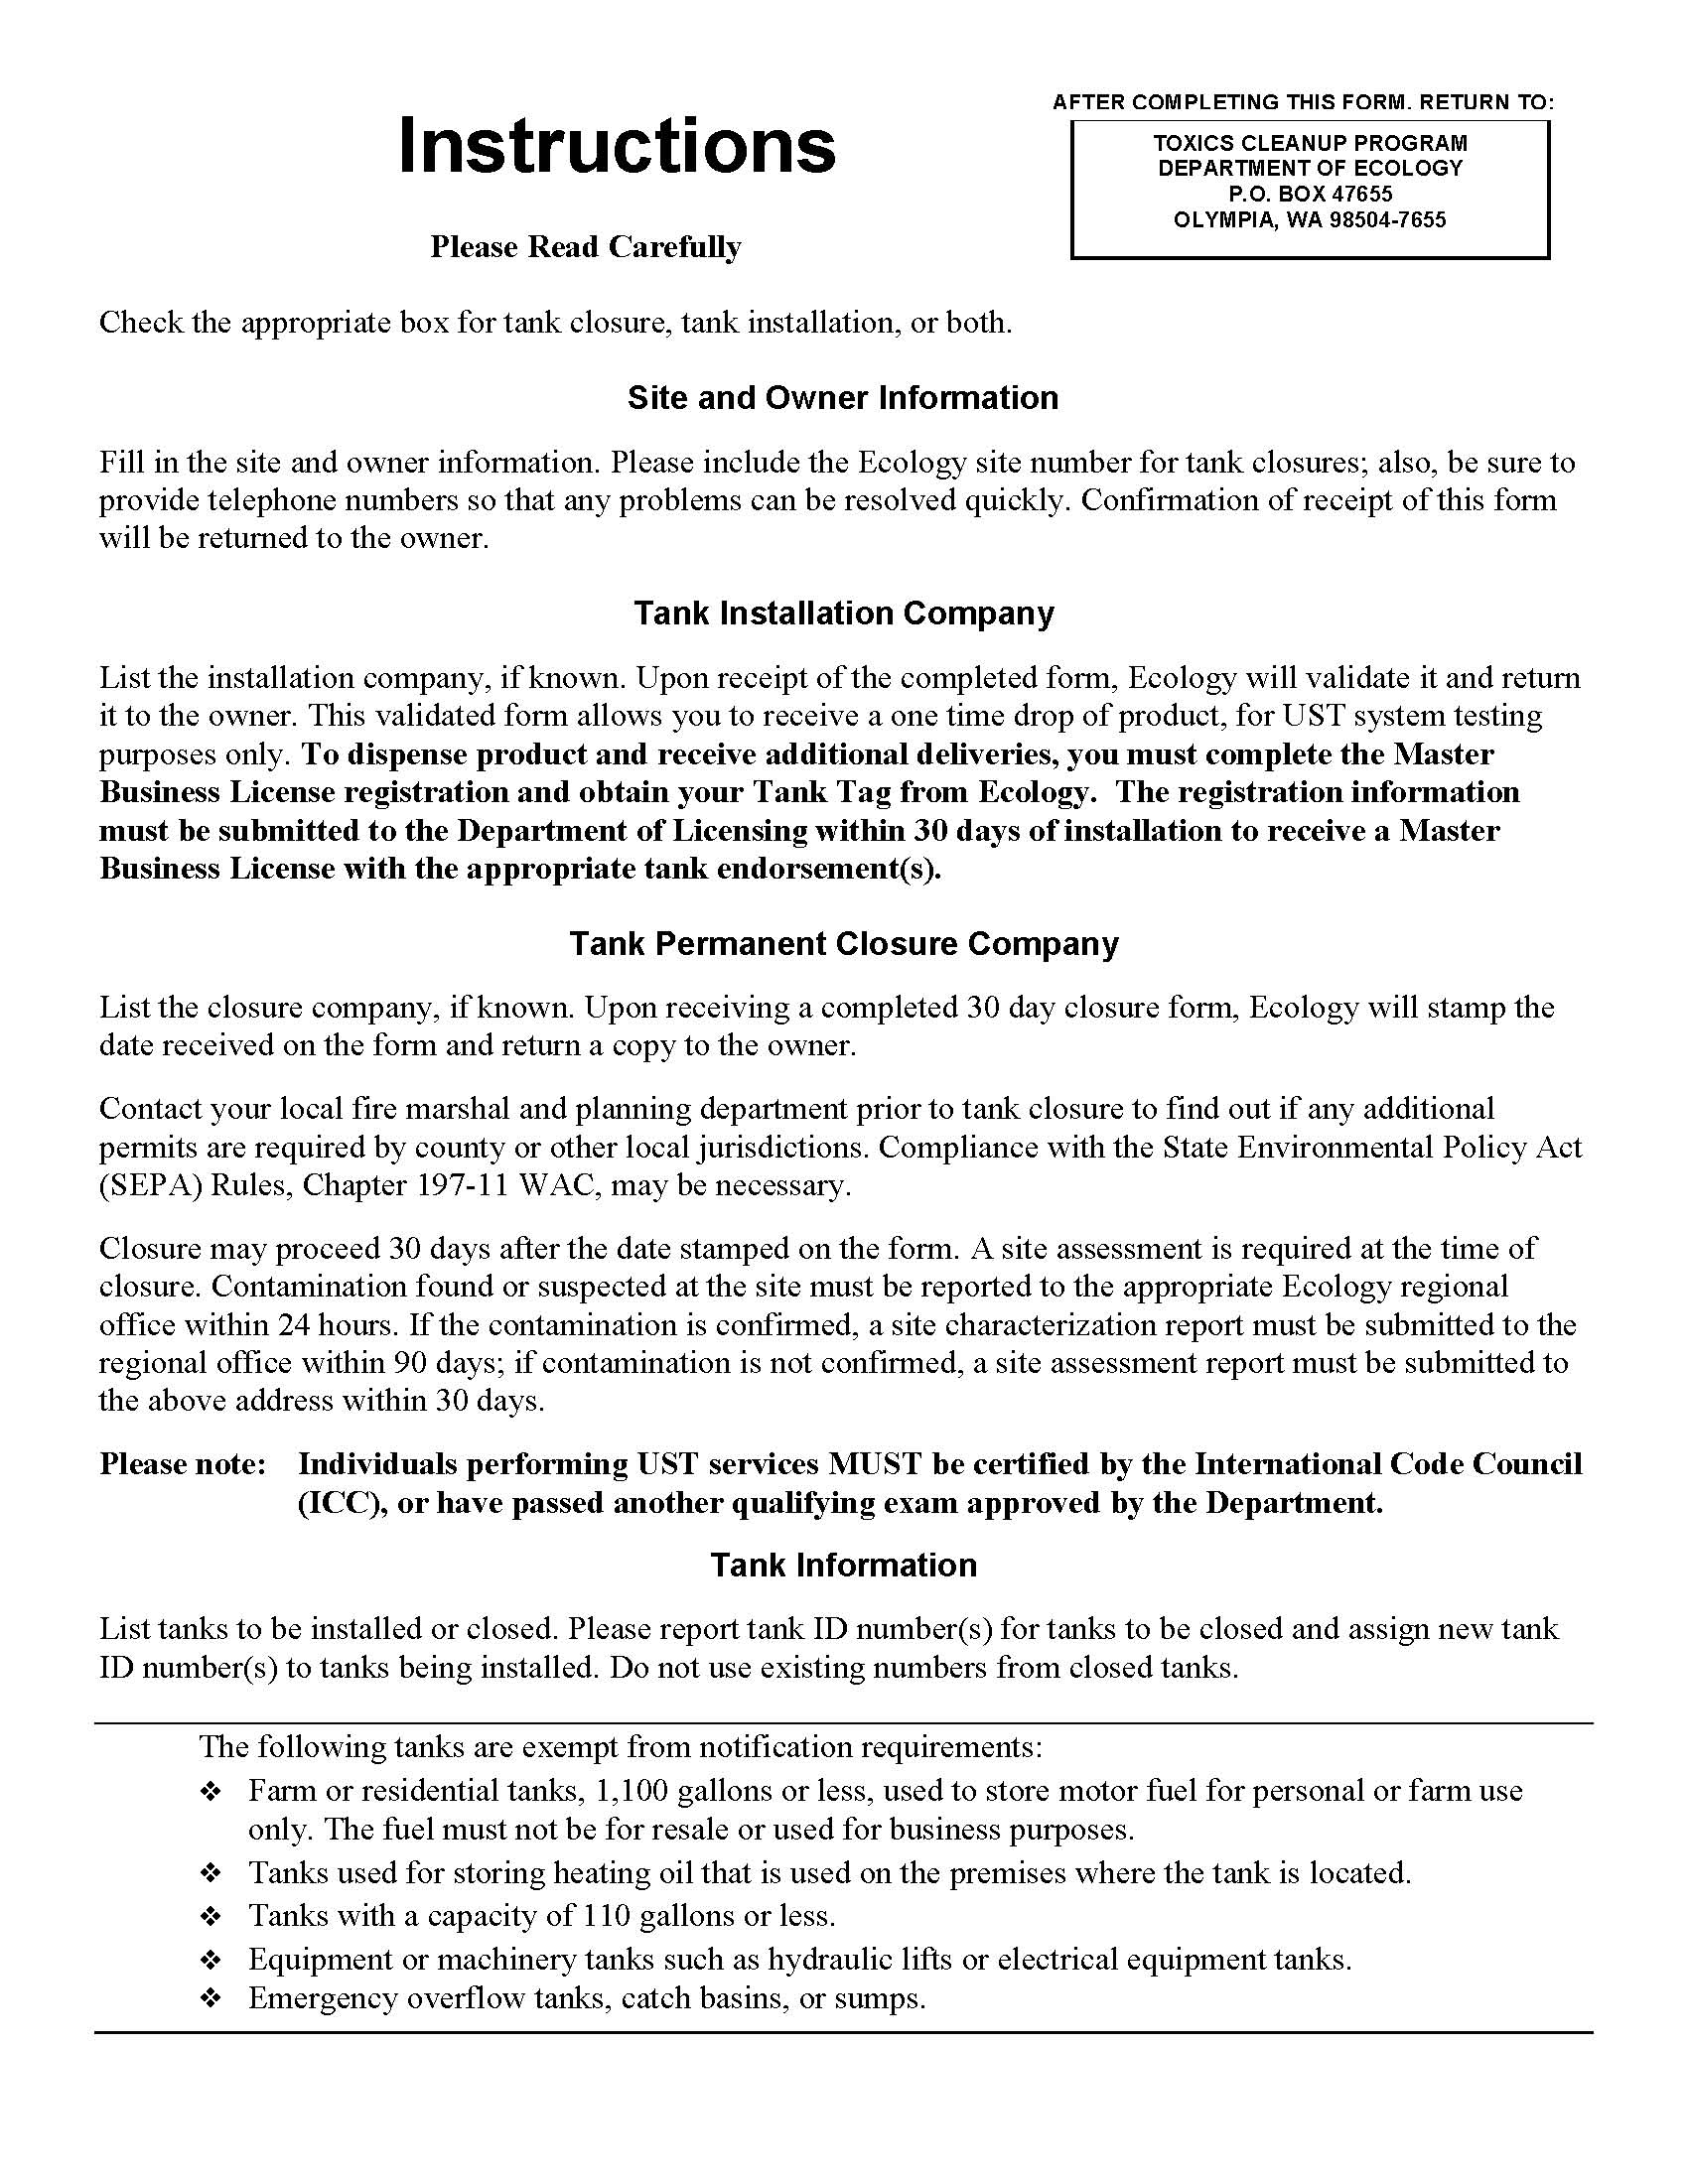 AFTER COMPLETING THIS FORM. RETURN TO:
Instructions
TOXICS CLEANUP PROGRAM
DEPARTMENT OF ECOLOGY
P.O. BOX 47655
OLYMPIA, WA 98504-7655
Please Read Carefully
Check the appropriate box for tank closure, tank installation, or both.
Site and Owner Information
Fill in the site and owner information. Please include the Ecology site number for tank closures; also, be sure to
provide telephone numbers so that any problems can be resolved quickly. Confirmation of receipt of this form
will be returned to the owner.
Tank Installation Company
List the installation company, if known. Upon receipt of the completed form, Ecology will validate it and return
it to the owner. This validated form allows you to receive a one time drop of product, for UST system testing
purposes only. To dispense product and receive additional deliveries, you must complete the Master
Business License registration and obtain your Tank Tag from Ecology.  The registration information
must be submitted to the Department of Licensing within 30 days of installation to receive a Master
Business License with the appropriate tank endorsement(s).
Tank Permanent Closure Company
List the closure company, if known. Upon receiving a completed 30 day closure form, Ecology will stamp the
date received on the form and return a copy to the owner.
Contact your local fire marshal and planning department prior to tank closure to find out if any additional
permits are required by county or other local jurisdictions. Compliance with the State Environmental Policy Act
(SEPA) Rules, Chapter 197-11 WAC, may be necessary.
Closure may proceed 30 days after the date stamped on the form. A site assessment is required at the time of
closure. Contamination found or suspected at the site must be reported to the appropriate Ecology regional
office within 24 hours. If the contamination is confirmed, a site characterization report must be submitted to the
regional office within 90 days; if contamination is not confirmed, a site assessment report must be submitted to
the above address within 30 days.
Please note: Individuals performing UST services MUST be certified by the International Code Council
(ICC), or have passed another qualifying exam approved by the Department.
Tank Information
List tanks to be installed or closed. Please report tank ID number(s) for tanks to be closed and assign new tank
ID number(s) to tanks being installed. Do not use existing numbers from closed tanks.
The following tanks are exempt from notification requirements:
❖ Farm or residential tanks, 1,100 gallons or less, used to store motor fuel for personal or farm use
only. The fuel must not be for resale or used for business purposes.
❖ Tanks used for storing heating oil that is used on the premises where the tank is located.
❖ Tanks with a capacity of 110 gallons or less.
❖ Equipment or machinery tanks such as hydraulic lifts or electrical equipment tanks.
❖ Emergency overflow tanks, catch basins, or sumps.